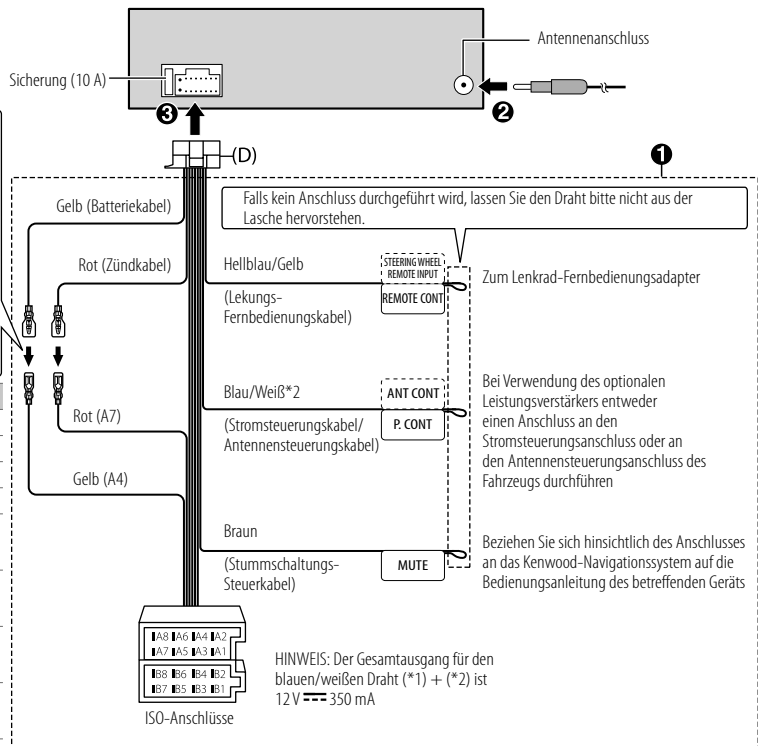 Antennenanschluss
Sicherung (10 A)
❸
❷
(D)
❶
Gelb (Batteriekabel)
Falls kein Anschluss durchgeführt wird, lassen Sie den Draht bitte nicht aus der
Lasche hervorstehen.
Rot (Zündkabel)
Hellblau/Gelb
(Lekungs-
Fernbedienungskabel)
STEERING WHEEL
REMOTE INPUT
REMOTE CONT
Zum Lenkrad-Fernbedienungsadapter
Blau/Weiß*2
(Stromsteuerungskabel/
Antennensteuerungskabel)
ANT CONT
P. CONT
Bei Verwendung des optionalen
Leistungsverstärkers entweder
einen Anschluss an den
Stromsteuerungsanschluss oder an
den Antennensteuerungsanschluss des
Fahrzeugs durchführen
Rot (A7)
Gelb (A4)
Braun
(Stummschaltungs-
Steuerkabel)
MUTE
Beziehen Sie sich hinsichtlich des Anschlusses
an das Kenwood-Navigationssystem auf die
Bedienungsanleitung des betreffenden Geräts
A8 A6 A4 A2
A7 A5 A3 A1
B8 B6 B4 B2
B7 B5 B3 B1
ISO-Anschlüsse
HINWEIS: Der Gesamtausgang für den
blauen/weißen Draht (*1) + (*2) ist
12 V ⎓ 350 mA